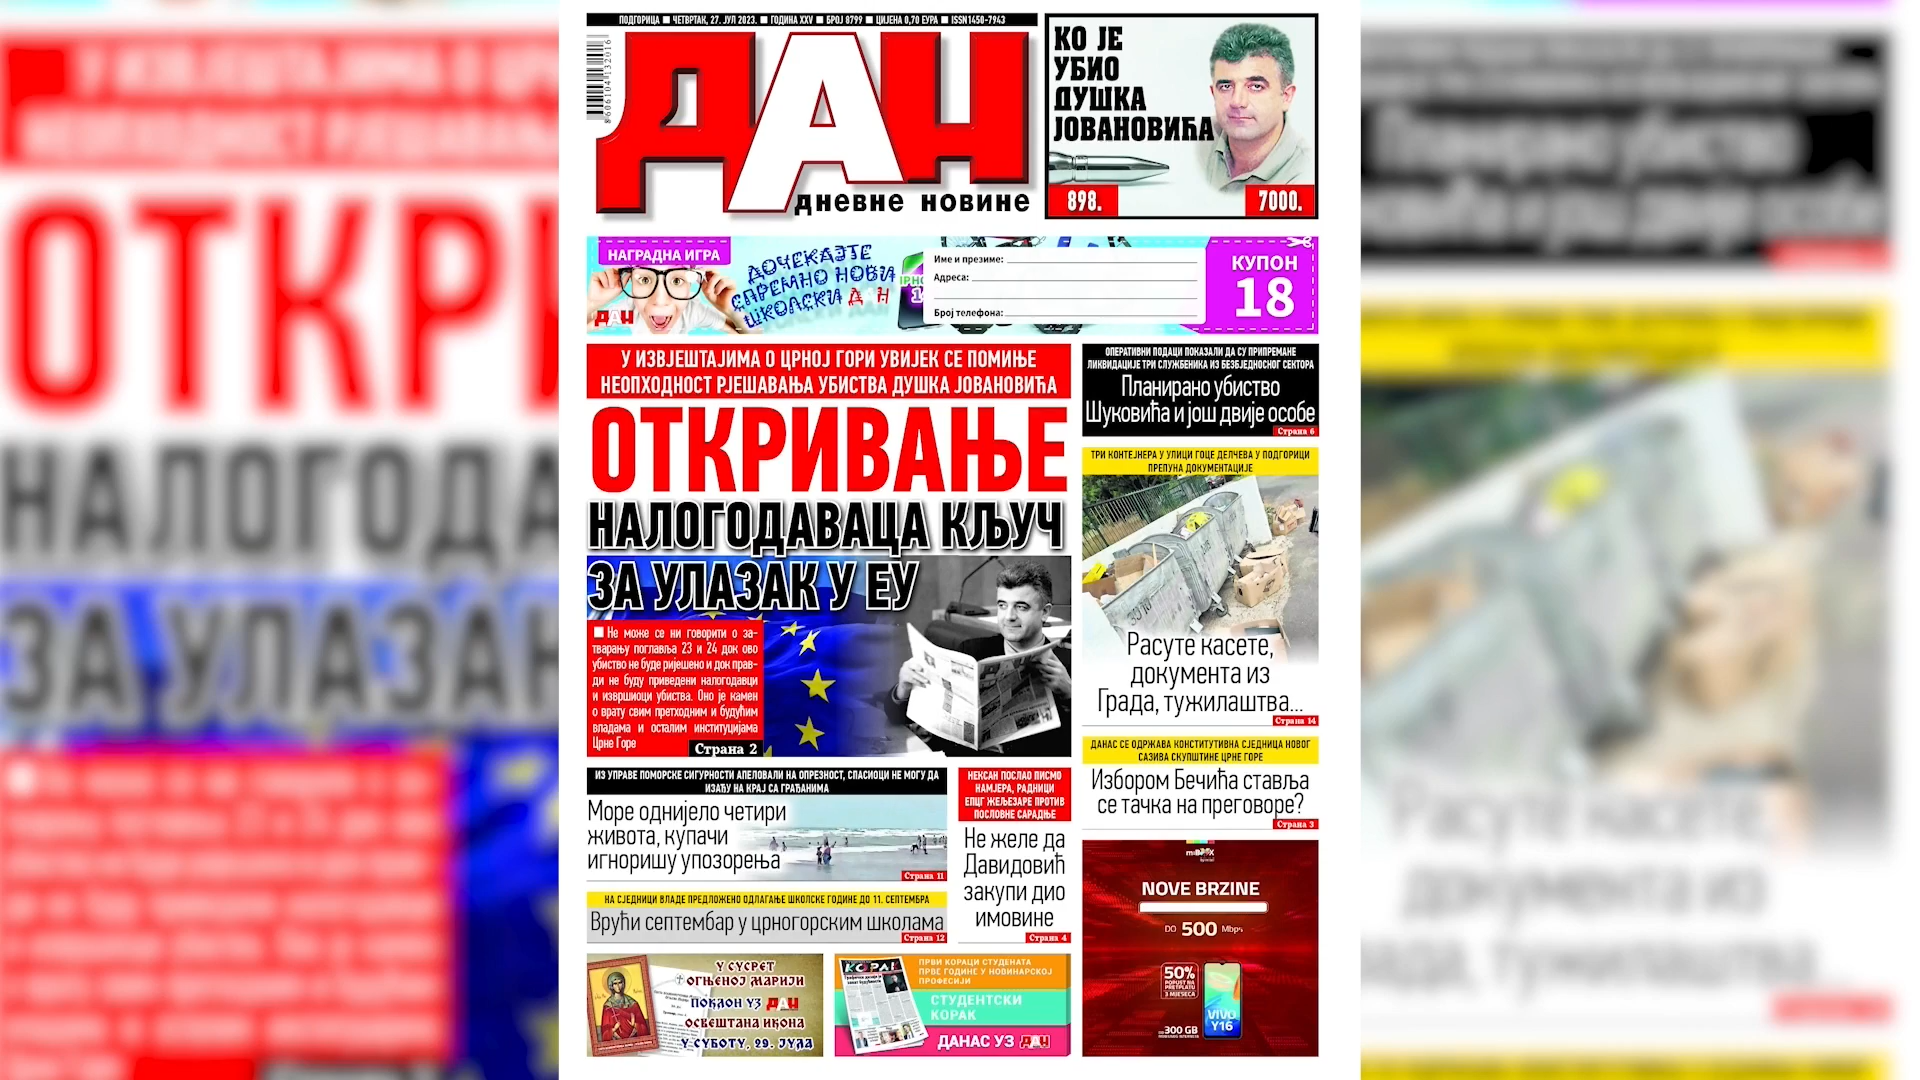 ПОДГОРИЦА ■ ЧЕТВРТАК, 27. ЈУЛ 2023. ■ ГОДИНА XXV ■ БРОЈ 8799 ■ ЦИЈЕНА 0,70 ЕУРА ■ ISSN1450-7943
8606104132016
ДАН
дневне новине
КО ЈЕ
УБИО
ДУШКА
ЈОВАНОВИЋА
898.
7000.
НАГРАДНА ИГРА
ДОЧЕКАЈТЕ
СПРЕМНО НОВИ
ШКОЛСКИ ДАН
ДАН
Име и презиме:
Адреса:
Број телефона:
КУПОН
18
У ИЗВЈЕШТАЈИМА О ЦРНОЈ ГОРИ УВИЈЕК СЕ ПОМИЊЕ
НЕОПХОДНОСТ РЈЕШАВАЊА УБИСТВА ДУШКА ЈОВАНОВИЋА
ОТКРИВАЊЕ
НАЛОГОДАВАЦА КЉУЧ
ЗА УЛАЗАК У ЕУ
■ Не може се ни говорити о за-
тварању поглавља 23 и 24 док ово
убиство не буде ријешено и док прав-
ди не буду приведени налогодавци
и извршиоци убиства. Оно је камен
о врату свим претходним и будућим
владама и осталим институцијама
Црне Горе
Страна 2
ОПЕРАТИВНИ ПОДАЦИ ПОКАЗАЛИ ДА СУ ПРИПРЕМАНЕ
ЛИКВИДАЦИЈЕ ТРИ СЛУЖБЕНИКА ИЗ БЕЗБЈЕДНОСНОГ СЕКТОРА
Планирано убиство
Шуковића и још двије особе
Страна 6
ТРИ КОНТЕЈНЕРА У УЛИЦИ ГОЦЕ ДЕЛЧЕВА У ПОДГОРИЦИ
ПРЕПУНА ДОКУМЕНТАЦИЈЕ
Расуте касете,
документа из
Града, тужилаштва...
Страна 14
ДАНАС СЕ ОДРЖАВА КОНСТИТУТИВНА СЈЕДНИЦА НОВОГ
САЗИВА СКУПШТИНЕ ЦРНЕ ГОРЕ
Избором Бечића ставља
се тачка на преговоре?
Страна 3
ИЗ УПРАВЕ ПОМОРСКЕ СИГУРНОСТИ АПЕЛОВАЛИ НА ОПРЕЗНОСТ, СПАСИОЦИ НЕ МОГУ ДА
ИЗАЂУ НА КРАЈ СА ГРАЂАНИМА
Море однијело четири
живота, купачи
игноришу упозорења
Страна 11
НА СЈЕДНИЦИ ВЛАДЕ ПРЕДЛОЖЕНО ОДЛАГАЊЕ ШКОЛСКЕ ГОДИНЕ ДО 11. СЕПТЕМБРА
Врући септембар у црногорским школама
Страна 12
НЕКСАН ПОСЛАО ПИСМО
НАМЈЕРА, РАДНИЦИ
ЕПЦГ ЖЕЉЕЗАРЕ ПРОТИВ
ПОСЛОВНЕ САРАДЊЕ
Не желе да
Давидовић
закупи дио
имовине
Страна 4
У СУСРЕТ
ОГЊЕНОЈ МАРИЈИ
ПОКЛОН УЗ ДАН
ОСВЕШТАНА ИКОНА
У СУБОТУ, 29. ЈУЛА
КОРАК
ПРВИ КОРАЦИ СТУДЕНАТА
ПРВЕ ГОДИНЕ У НОВИНАРСКОЈ
ПРОФЕСИЈИ
СТУДЕНТСКИ
КОРАК
ДАНАС УЗ ДАН
m:BOX
NOVE BRZINE
DO 500 Mbps
50%
POPUST NA
PRETPLATU
3 MJESECA
300 GB
VIVO
Y16